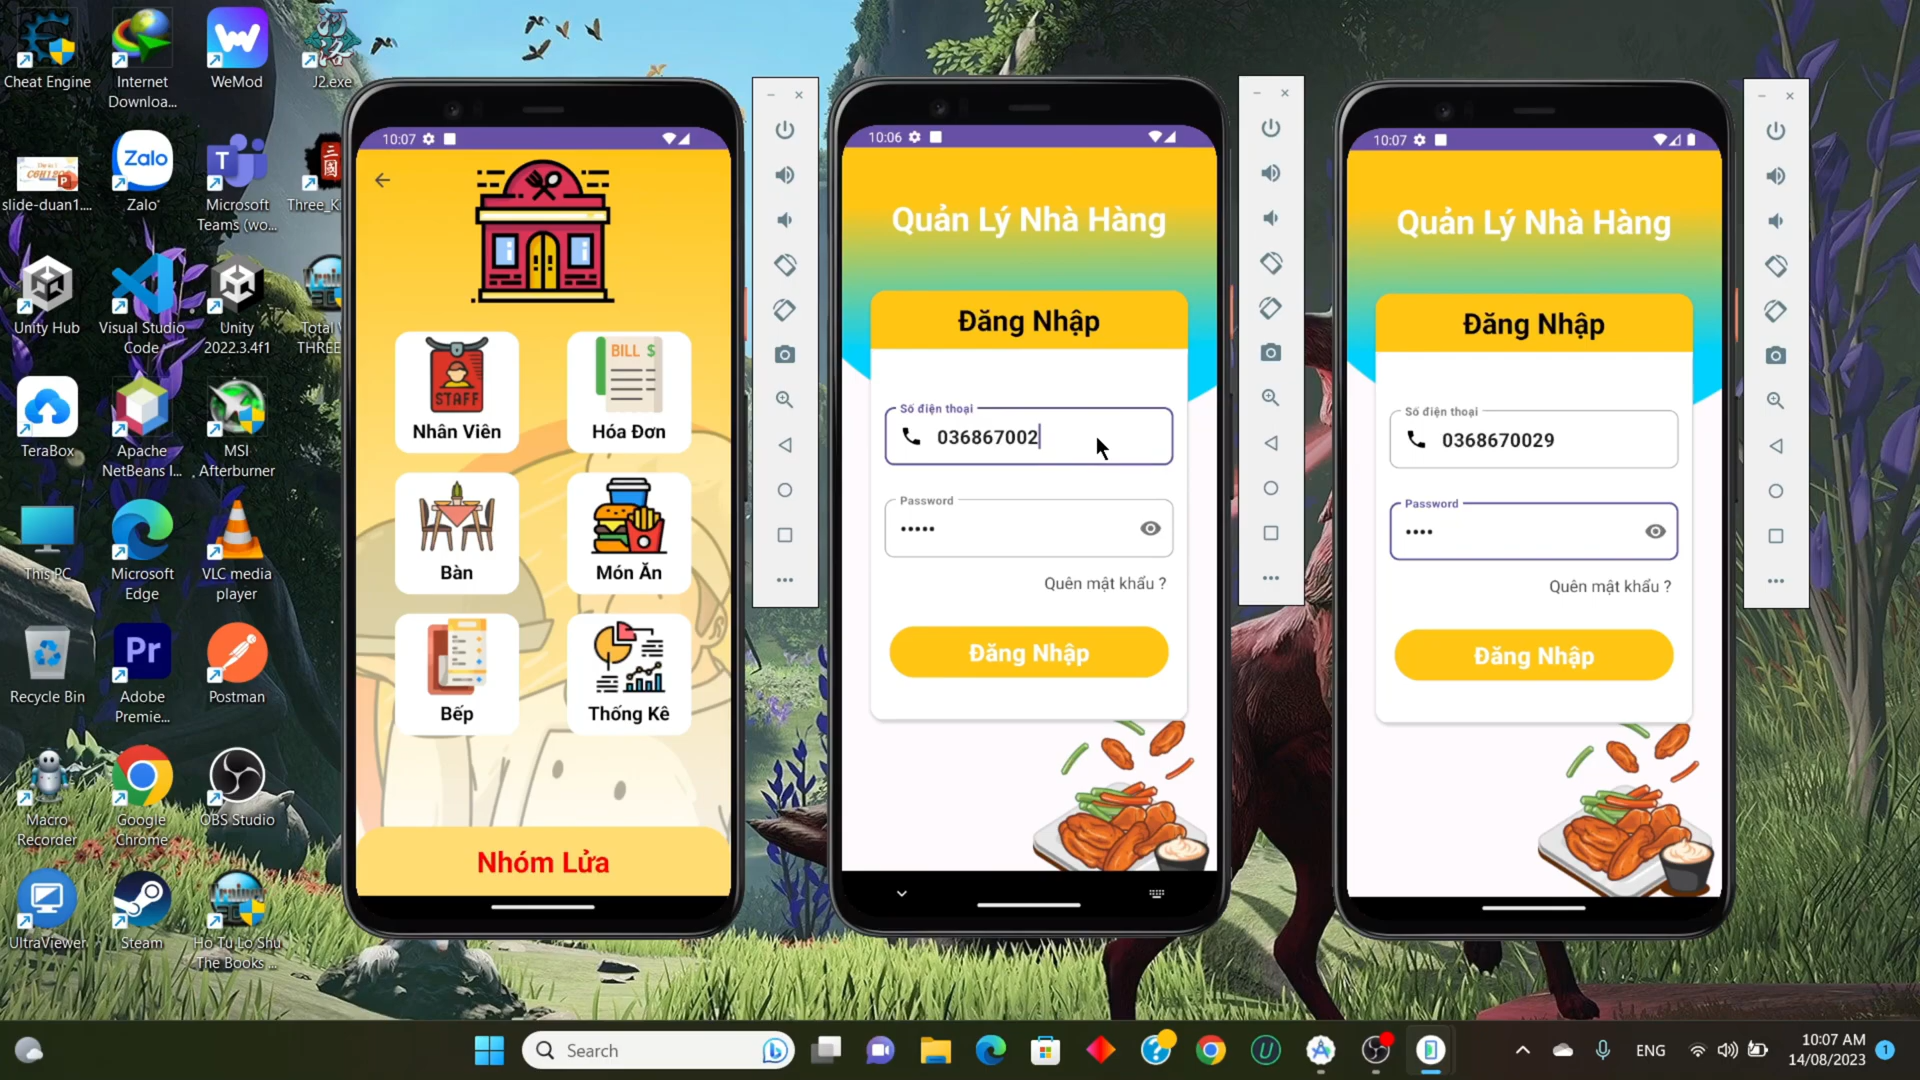 Cheat Engine
Internet
Downloa...
WeMod
J2.exe
slide-duan1....
Zalo
Zalo
Microsoft
Teams (wo...
Unity Hub
Visual Studio
Code
Unity
2022.3.4f1
TeraBox
Apache
NetBeans I...
MSI
Afterburner
This PC
Microsoft
Edge
VLC media
player
Recycle Bin
Pr
Adobe
Premie...
Postman
Macro
Recorder
Google
Chrome
OBS Studio
UltraViewer
Steam
Ho Tu Lo Shu
The Books ...
10:07
STAFF
Nhân Viên
BILL $
Hóa Đơn
Bàn
Món Ăn
Bếp
Thống Kê
Nhóm Lửa
10:06
Quản Lý Nhà Hàng
Đăng Nhập
Số điện thoại
036867002
Password
•••••
Quên mật khẩu ?
Đăng Nhập
10:07
Quản Lý Nhà Hàng
Đăng Nhập
Số điện thoại
0368670029
Password
••••
Quên mật khẩu ?
Đăng Nhập
Search
ENG
10:07 AM
14/08/2023
1